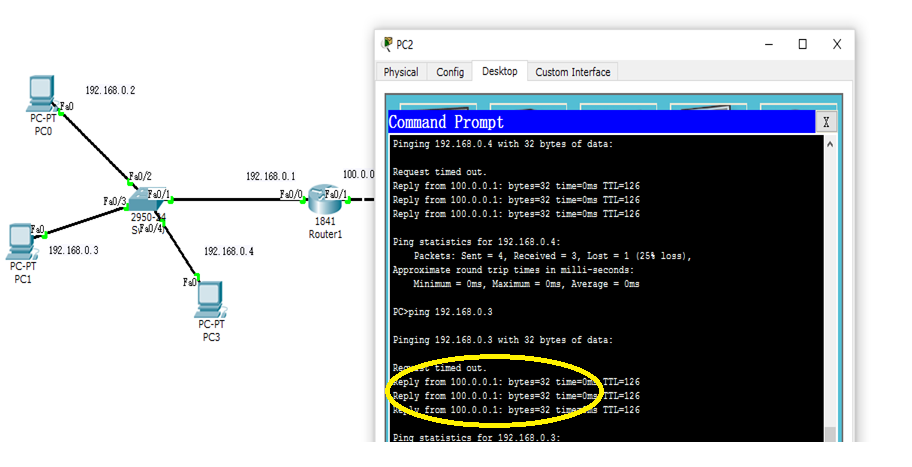 PC2
Physical Config Desktop Custom Interface
Command Prompt X
Pinging 192.168.0.4 with 32 bytes of data:
Request timed out.
Reply from 100.0.0.1: bytes=32 time=0ms TTL=126
Reply from 100.0.0.1: bytes=32 time=0ms TTL=126
Reply from 100.0.0.1: bytes=32 time=0ms TTL=126
Ping statistics for 192.168.0.4:
Packets: Sent = 4, Received = 3, Lost = 1 (25% loss),
Approximate round trip times in milli-seconds:
Minimum = 0ms, Maximum = 0ms, Average = 0ms
PC>ping 192.168.0.3
Pinging 192.168.0.3 with 32 bytes of data:
Request timed out.
Reply from 100.0.0.1: bytes=32 time=0ms TTL=126
Reply from 100.0.0.1: bytes=32 time=0ms TTL=126
Reply from 100.0.0.1: bytes=32 time=0ms TTL=126
Ping statistics for 192.168.0.3:
192.168.0.2
Fa0
PC-PT
PC0
Fa0/2
192.168.0.1
100.0.0
Fa0/3
Fa0/1
Fa0/0
Fa0/1
2950-24
Fa0/4
1841
Router1
Fa0
192.168.0.3
PC-PT
PC1
192.168.0.4
Fa0
PC-PT
PC3